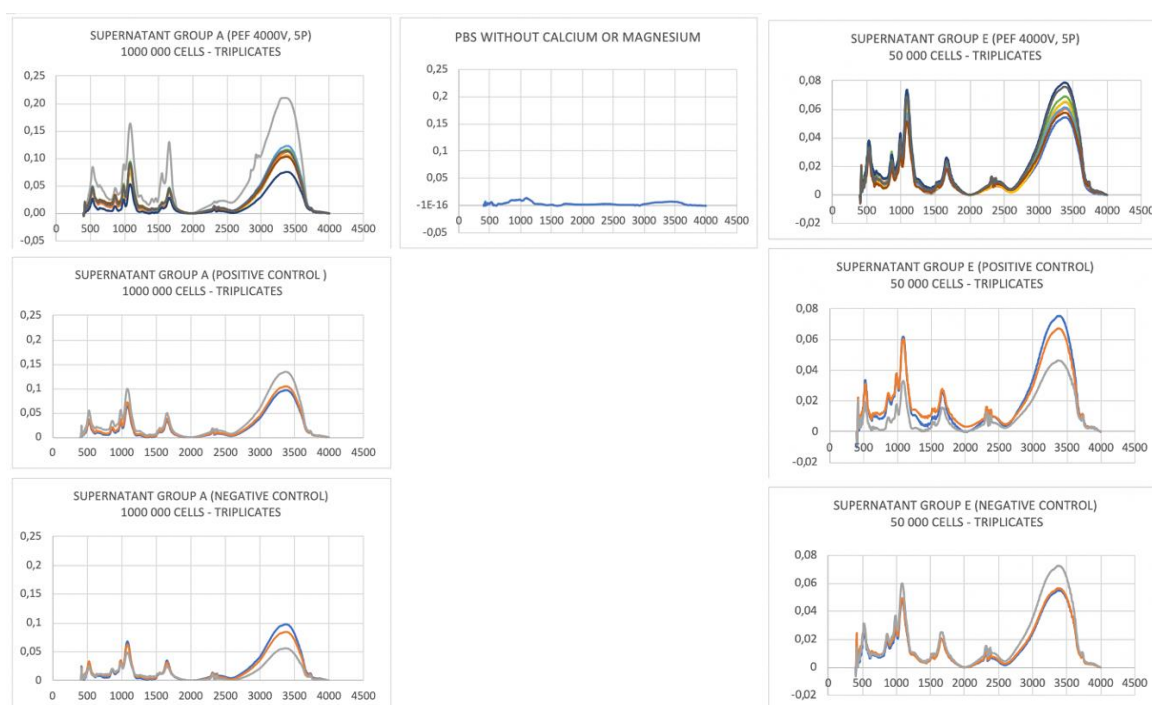 SUPERNATANT GROUP A (PEF 4000V, 5P)
1000 000 CELLS - TRIPLICATES
0,25
0,20
0,15
0,10
0,05
0,00
-0,05
0 500 1000 1500 2000 2500 3000 3500 4000 4500
PBS WITHOUT CALCIUM OR MAGNESIUM
0,25
0,2
0,15
0,1
0,05
-1E-16
-0,05
0 500 1000 1500 2000 2500 3000 3500 4000 4500
SUPERNATANT GROUP E (PEF 4000V, 5P)
50 000 CELLS - TRIPLICATES
0,08
0,06
0,04
0,02
0
-0,02
0 500 1000 1500 2000 2500 3000 3500 4000 4500
SUPERNATANT GROUP A (POSITIVE CONTROL )
1000 000 CELLS - TRIPLICATES
0,25
0,2
0,15
0,1
0,05
0
0 500 1000 1500 2000 2500 3000 3500 4000 4500
SUPERNATANT GROUP E (POSITIVE CONTROL)
50 000 CELLS - TRIPLICATES
0,08
0,06
0,04
0,02
0
-0,02
0 500 1000 1500 2000 2500 3000 3500 4000 4500
SUPERNATANT GROUP A (NEGATIVE CONTROL)
1000 000 CELLS - TRIPLICATES
0,25
0,2
0,15
0,1
0,05
0
0 500 1000 1500 2000 2500 3000 3500 4000 4500
SUPERNATANT GROUP E (NEGATIVE CONTROL)
50 000 CELLS - TRIPLICATES
0,08
0,06
0,04
0,02
0
-0,02
0 500 1000 1500 2000 2500 3000 3500 4000 4500